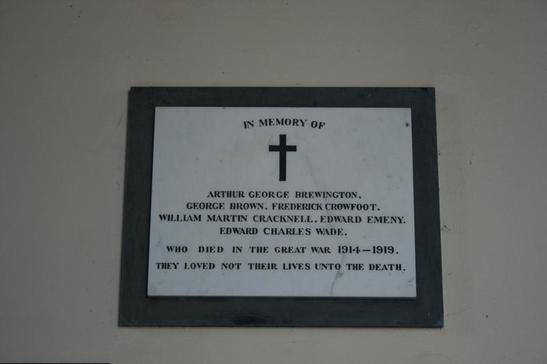 IN MEMORY OF
ARTHUR GEORGE BREWINGTON.
GEORGE BROWN. FREDERICK CROWFOOT.
WILLIAM MARTIN CRACKNELL. EDWARD EMENY.
EDWARD CHARLES WADE.
WHO DIED IN THE GREAT WAR 1914—1919.
THEY LOVED NOT THEIR LIVES UNTO THE DEATH.